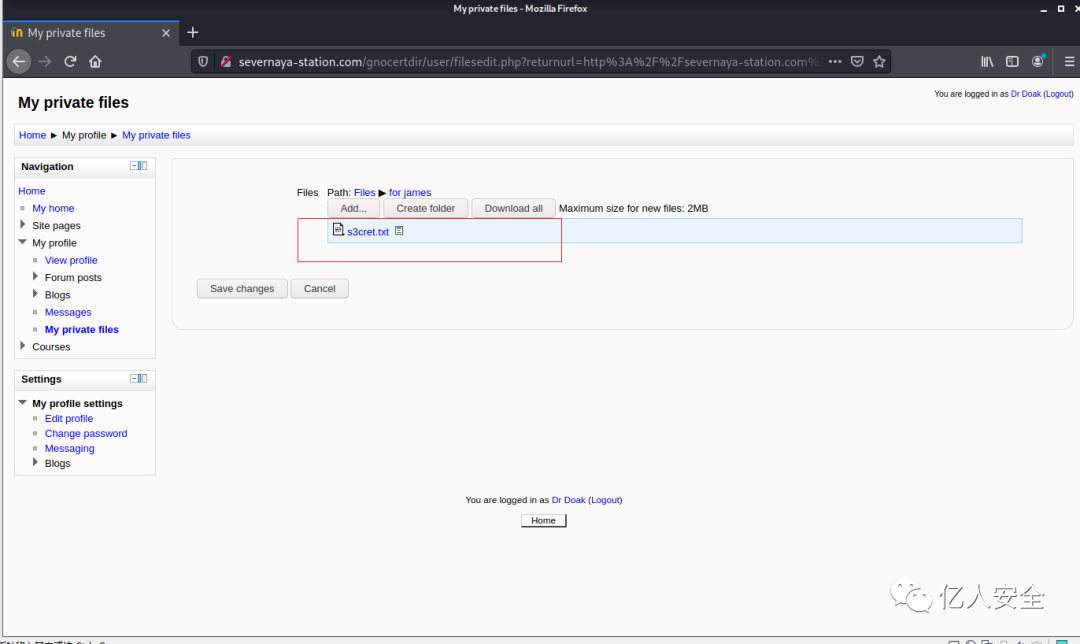 My private files - Mozilla Firefox
My private files
severnaya-station.com/gnocertdir/user/filesedit.php?returnurl=http%3A%2F%2Fsevernaya-station.com%
My private files
You are logged in as Dr Doak (Logout)
Home ► My profile ► My private files
Navigation
Home
My home
Site pages
My profile
View profile
Forum posts
Blogs
Messages
My private files
Courses
Settings
My profile settings
Edit profile
Change password
Messaging
Blogs
Files Path: Files ► for james
Add... Create folder Download all Maximum size for new files: 2MB
s3cret.txt
Save changes Cancel
You are logged in as Dr Doak (Logout)
Home
亿人安全